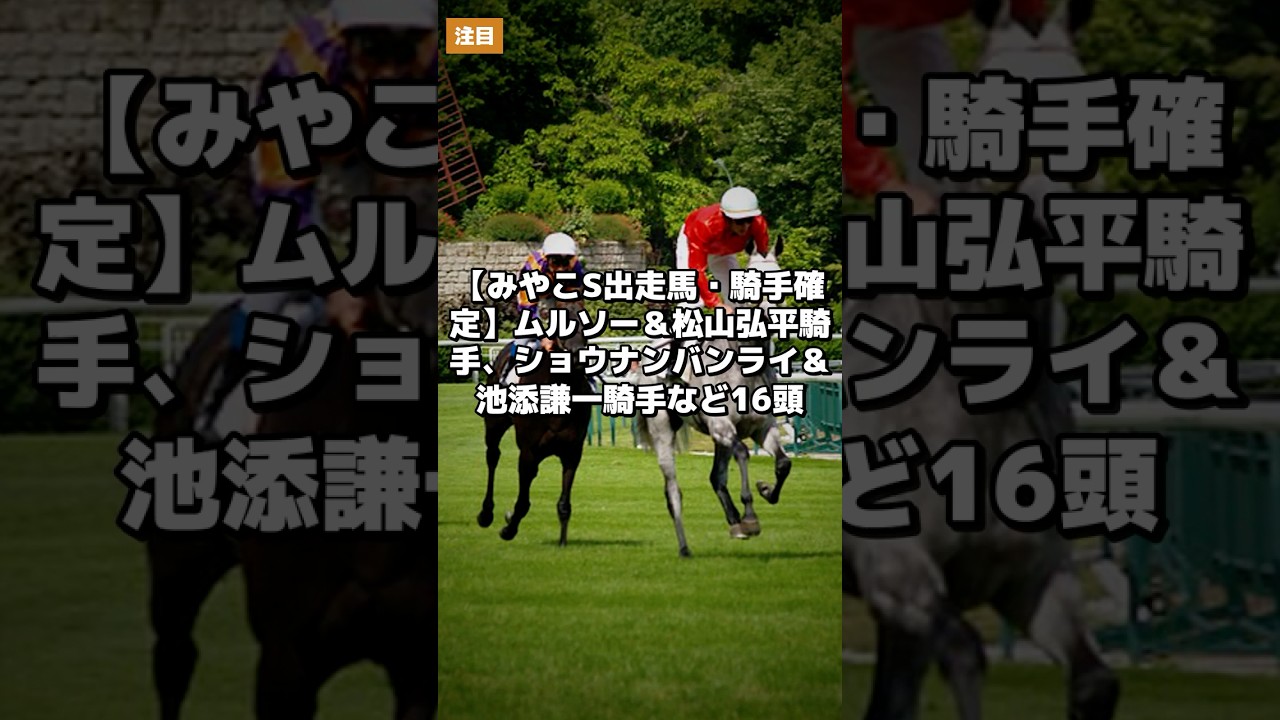 注目
【みやこS出走馬・騎手確
定】ムルソー＆松山弘平騎
手、ショウナンバンライ＆
池添謙一騎手など16頭